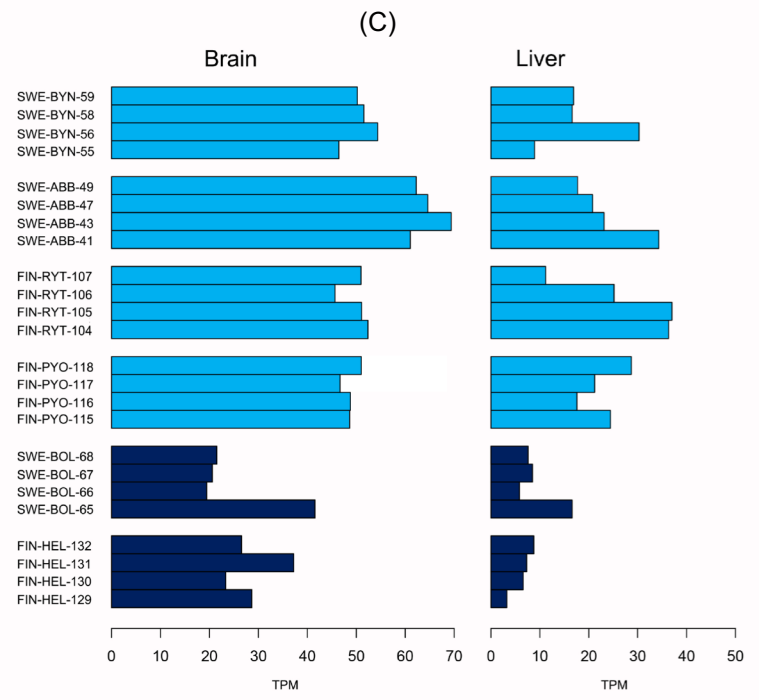 (C)
Brain Liver
SWE-BYN-59
SWE-BYN-58
SWE-BYN-56
SWE-BYN-55
SWE-ABB-49
SWE-ABB-47
SWE-ABB-43
SWE-ABB-41
FIN-RYT-107
FIN-RYT-106
FIN-RYT-105
FIN-RYT-104
FIN-PYO-118
FIN-PYO-117
FIN-PYO-116
FIN-PYO-115
SWE-BOL-68
SWE-BOL-67
SWE-BOL-66
SWE-BOL-65
FIN-HEL-132
FIN-HEL-131
FIN-HEL-130
FIN-HEL-129
0 10 20 30 40 50 60 70 0 10 20 30 40 50
TPM TPM